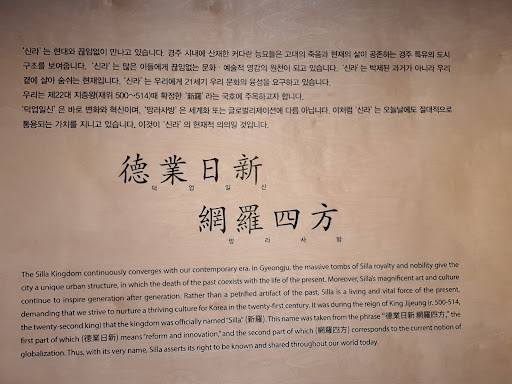 '신라'는 현대와 끊임없이 만나고 있습니다. 경주 시내에 산재한 커다란 능묘들은 고대의 죽음과 현재의 삶이 공존하는 경주 특유의 도시
구조를 보여줍니다. '신라'는 많은 이들에게 끊임없는 문화·예술적 영감의 원천이 되고 있습니다. '신라'는 박제된 과거가 아니라 우리
곁에 살아 숨쉬는 현재입니다. '신라'는 우리에게 21세기 우리 문화의 융성을 요구하고 있습니다.
우리는 제22대 지증왕(재위 500~514)때 확정한 '新羅' 라는 국호에 주목하고자 합니다.
'덕업일신' 은 바로 변화와 혁신이며, '망라사방' 은 세계화 또는 글로벌리제이션에 다름 아닙니다. 이처럼 '신라' 는 오늘날에도 절대적으로
통용되는 가치를 지니고 있습니다. 이것이 '신라' 의 현재적 의의일 것입니다.
德業日新
덕 업 일 신
網羅四方
망 라 사 방
The Silla Kingdom continuously converges with our contemporary era. In Gyeongju, the massive tombs of Silla royalty and nobility give the
city a unique urban structure, in which the death of the past coexists with the life of the present. Moreover, Silla's magnificent art and culture
continue to inspire generation after generation. Rather than a petrified artifact of the past, Silla is a living and vital force of the present,
demanding that we strive to nurture a thriving culture for Korea in the twenty-first century. It was during the reign of King Jijeung (r. 500-514,
the twenty-second king) that the kingdom was officially named "Silla" (新羅). This name was taken from the phrase "德業日新 網羅四方," the
first part of which (德業日新) means "reform and innovation," and the second part of which (網羅四方) corresponds to the current notion of
globalization. Thus, with its very name, Silla asserts its right to be known and shared throughout our world today.